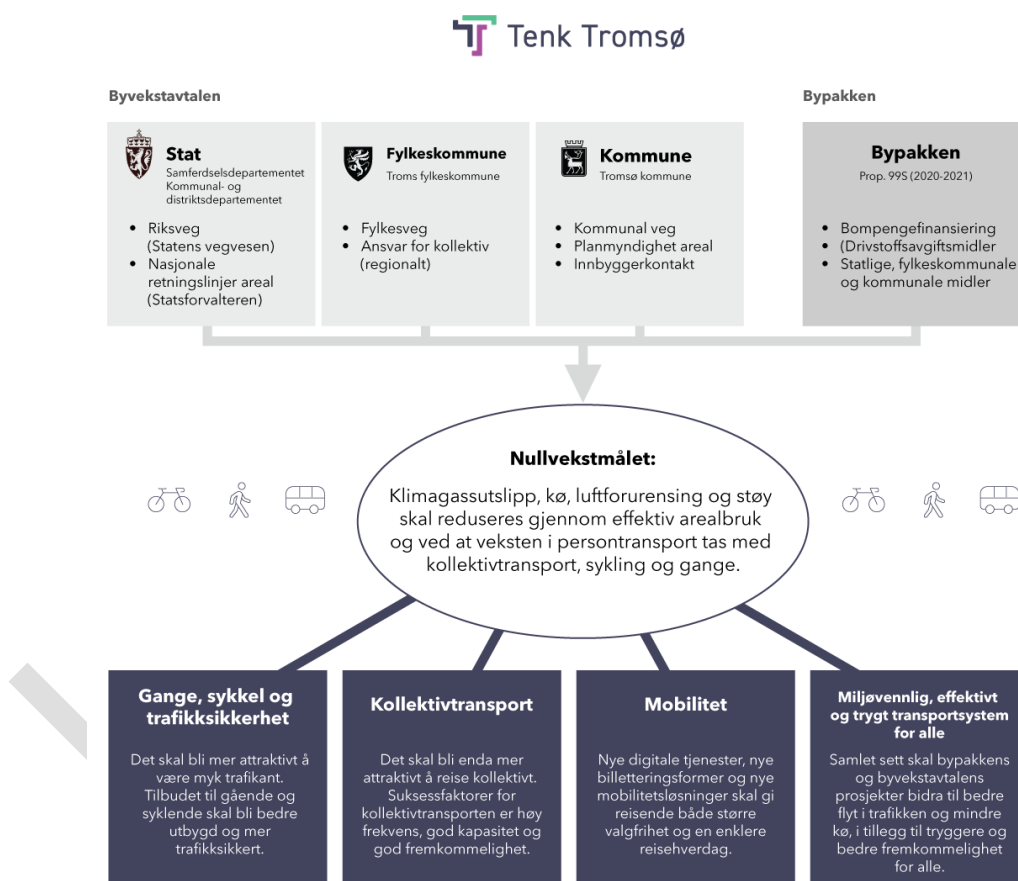 Tenk Tromsø
Byvekstavtalen
Bypakken
Stat
Samferdselsdepartementet
Kommunal- og
distriktsdepartementet
• Riksveg
(Statens vegvesen)
• Nasjonale
retningslinjer areal
(Statsforvalteren)
Fylkeskommune
Troms fylkeskommune
• Fylkesveg
• Ansvar for kollektiv
(regionalt)
Kommune
Tromsø kommune
• Kommunal veg
• Planmyndighet areal
• Innbyggerkontakt
Bypakken
Prop. 99S (2020-2021)
• Bompengefinansiering
• (Drivstoffsavgiftsmidler
• Statlige, fylkeskommunale
og kommunale midler
Nullvekstmålet:
Klimagassutslipp, kø, luftforurensing og støy
skal reduseres gjennom effektiv arealbruk
og ved at veksten i persontransport tas med
kollektivtransport, sykling og gange.
Gange, sykkel og
trafikksikkerhet
Det skal bli mer attraktivt å
være myk trafikant.
Tilbudet til gående og
syklende skal bli bedre
utbygd og mer
trafikksikkert.
Kollektivtransport
Det skal bli enda mer
attraktivt å reise kollektivt.
Suksessfaktorer for
kollektivtransporten er høy
frekvens, god kapasitet og
god fremkommelighet.
Mobilitet
Nye digitale tjenester, nye
billetteringsformer og nye
mobilitetsløsninger skal gi
reisende både større
valgfrihet og en enklere
reisehverdag.
Miljøvennlig, effektivt
og trygt transportsystem
for alle
Samlet sett skal bypakkens
og byvekstavtalens
prosjekter bidra til bedre
flyt i trafikken og mindre
kø, i tillegg til tryggere og
bedre fremkommelighet
for alle.